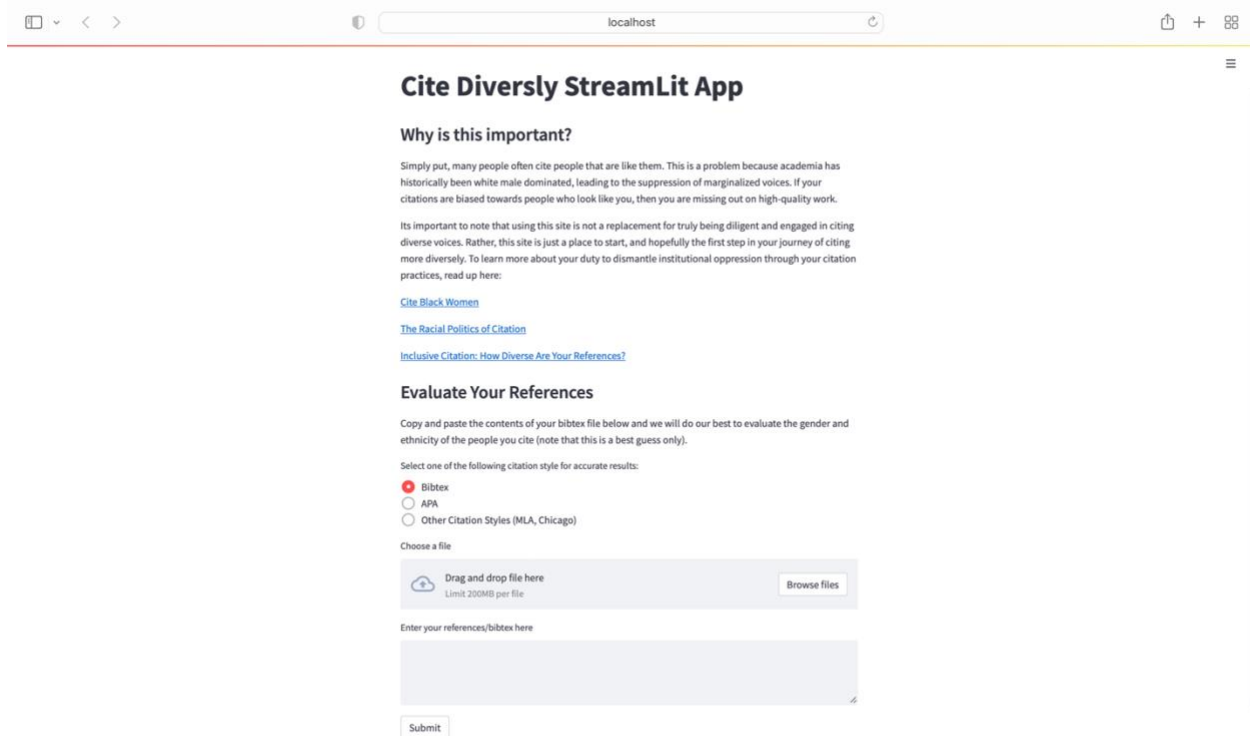 localhost
Cite Diversly StreamLit App
Why is this important?
Simply put, many people often cite people that are like them. This is a problem because academia has
historically been white male dominated, leading to the suppression of marginalized voices. If your
citations are biased towards people who look like you, then you are missing out on high-quality work.
Its important to note that using this site is not a replacement for truly being diligent and engaged in citing
diverse voices. Rather, this site is just a place to start, and hopefully the first step in your journey of citing
more diversely. To learn more about your duty to dismantle institutional oppression through your citation
practices, read up here:
Cite Black Women
The Racial Politics of Citation
Inclusive Citation: How Diverse Are Your References?
Evaluate Your References
Copy and paste the contents of your bibtex file below and we will do our best to evaluate the gender and
ethnicity of the people you cite (note that this is a best guess only).
Select one of the following citation style for accurate results:
Bibtex
APA
Other Citation Styles (MLA, Chicago)
Choose a file
Drag and drop file here
Limit 200MB per file
Browse files
Enter your references/bibtex here
Submit